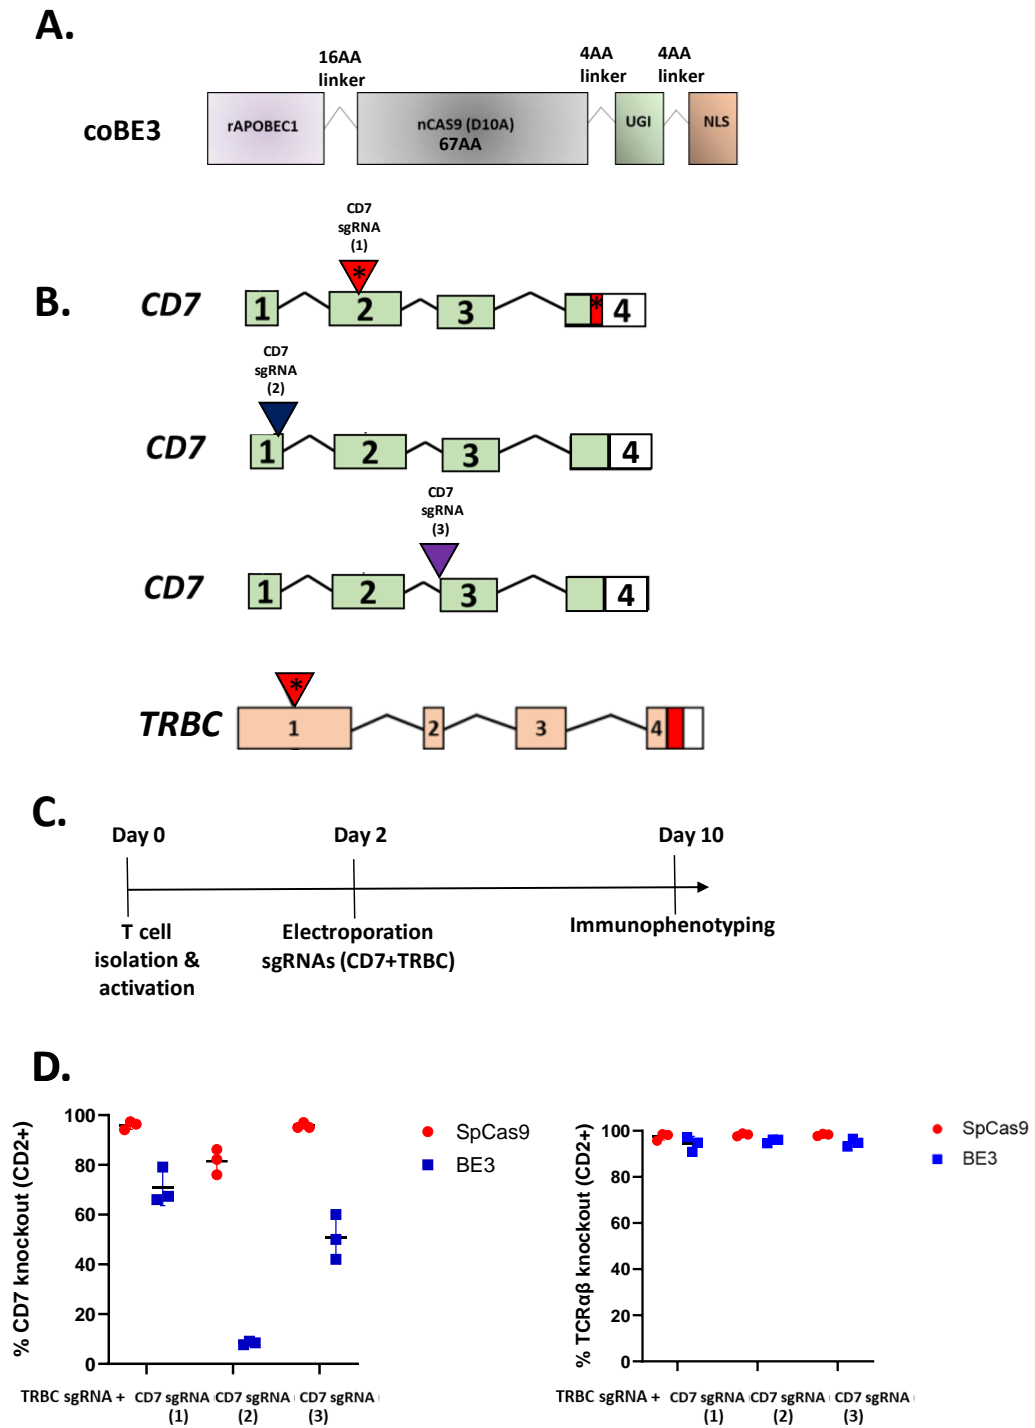 A.
16AA
linker
4AA
linker
4AA
linker
coBE3
rAPOBEC1
nCAS9 (D10A)
67AA
UGI
NLS
B.
CD7
sgRNA
(1)
*
CD7
1
2
3
*
4
CD7
sgRNA
(2)
CD7
1
2
3
4
CD7
sgRNA
(3)
CD7
1
2
3
4
*
TRBC
1
2
3
4
C.
Day 0
Day 2
Day 10
T cell
isolation &
activation
Electroporation
sgRNAs (CD7+TRBC)
Immunophenotyping
D.
% CD7 knockout (CD2+)
100
80
60
40
20
0
SpCas9
BE3
TRBC sgRNA + CD7 sgRNA CD7 sgRNA CD7 sgRNA
(1) (2) (3)
% TCRαβ knockout (CD2+)
100
80
60
40
20
0
SpCas9
BE3
TRBC sgRNA + CD7 sgRNA CD7 sgRNA CD7 sgRNA
(1) (2) (3)